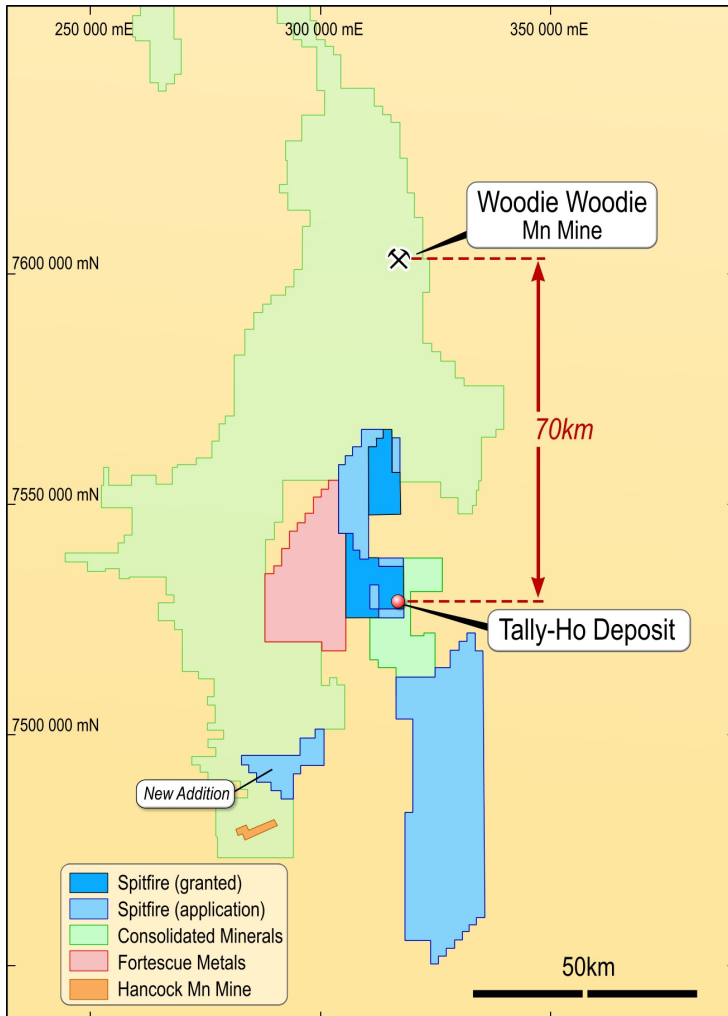 250 000 mE
300 000 mE
350 000 mE
Woodie Woodie
Mn Mine
7600 000 mN
70km
7550 000 mN
Tally-Ho Deposit
7500 000 mN
New Addition
Spitfire (granted)
Spitfire (application)
Consolidated Minerals
Fortescue Metals
Hancock Mn Mine
50km